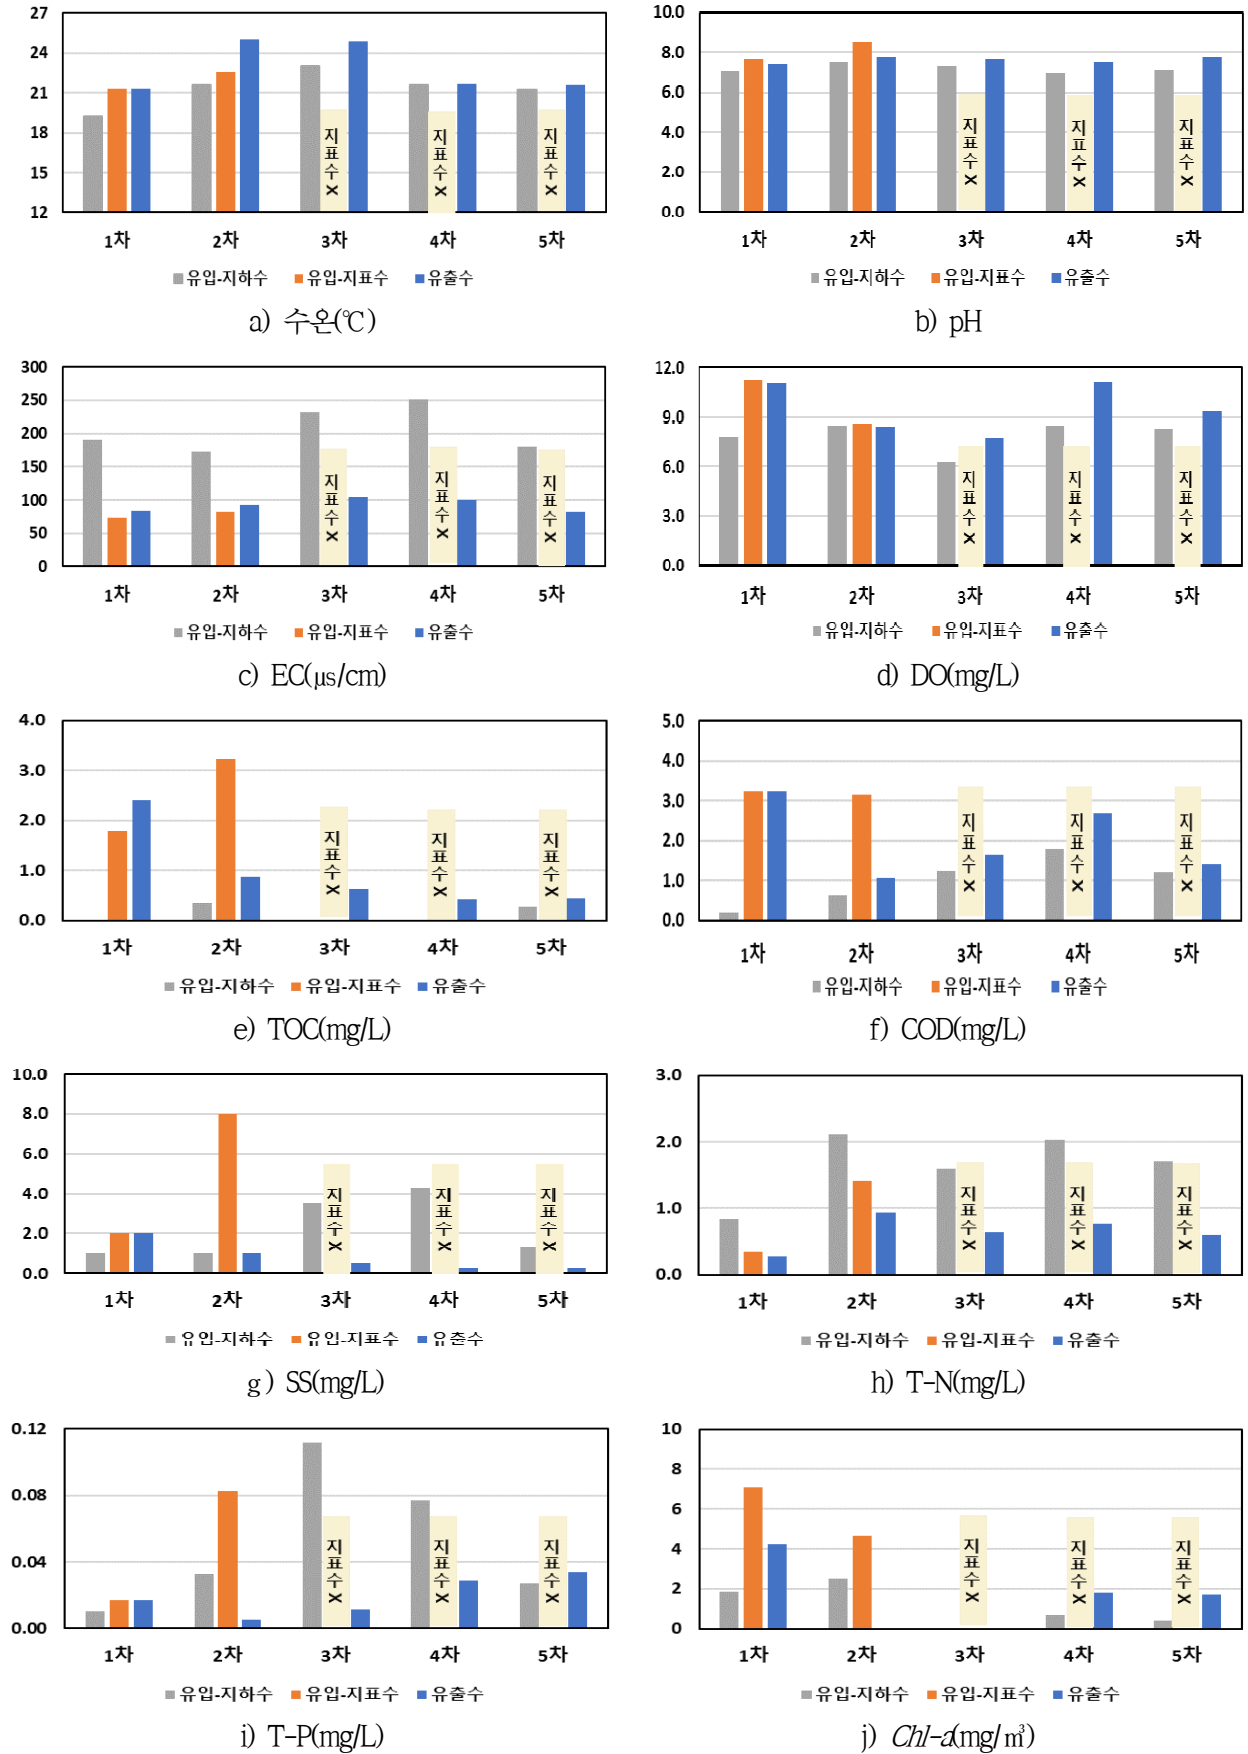 27
24
21
18
15
12
지표수 X
지표수 X
지표수 X
1차 2차 3차 4차 5차
유입-지하수 유입-지표수 유출수
a) 수온(℃)
10.0
8.0
6.0
4.0
2.0
0.0
지표수 X
지표수 X
지표수 X
1차 2차 3차 4차 5차
유입-지하수 유입-지표수 유출수
b) pH
300
250
200
150
100
50
0
지표수 X
지표수 X
지표수 X
1차 2차 3차 4차 5차
유입-지하수 유입-지표수 유출수
c) EC(μs/cm)
12.0
9.0
6.0
3.0
0.0
지표수 X
지표수 X
지표수 X
1차 2차 3차 4차 5차
유입-지하수 유입-지표수 유출수
d) DO(mg/L)
4.0
3.0
2.0
1.0
0.0
지표수 X
지표수 X
지표수 X
1차 2차 3차 4차 5차
유입-지하수 유입-지표수 유출수
e) TOC(mg/L)
5.0
4.0
3.0
2.0
1.0
0.0
지표수 X
지표수 X
지표수 X
1차 2차 3차 4차 5차
유입-지하수 유입-지표수 유출수
f) COD(mg/L)
10.0
8.0
6.0
4.0
2.0
0.0
지표수 X
지표수 X
지표수 X
1차 2차 3차 4차 5차
유입-지하수 유입-지표수 유출수
g) SS(mg/L)
3.0
2.0
1.0
0.0
지표수 X
지표수 X
지표수 X
1차 2차 3차 4차 5차
유입-지하수 유입-지표수 유출수
h) T-N(mg/L)
0.12
0.08
0.04
0.00
지표수 X
지표수 X
지표수 X
1차 2차 3차 4차 5차
유입-지하수 유입-지표수 유출수
i) T-P(mg/L)
10
8
6
4
2
0
지표수 X
지표수 X
지표수 X
1차 2차 3차 4차 5차
유입-지하수 유입-지표수 유출수
j) Chl-a(mg/㎥)